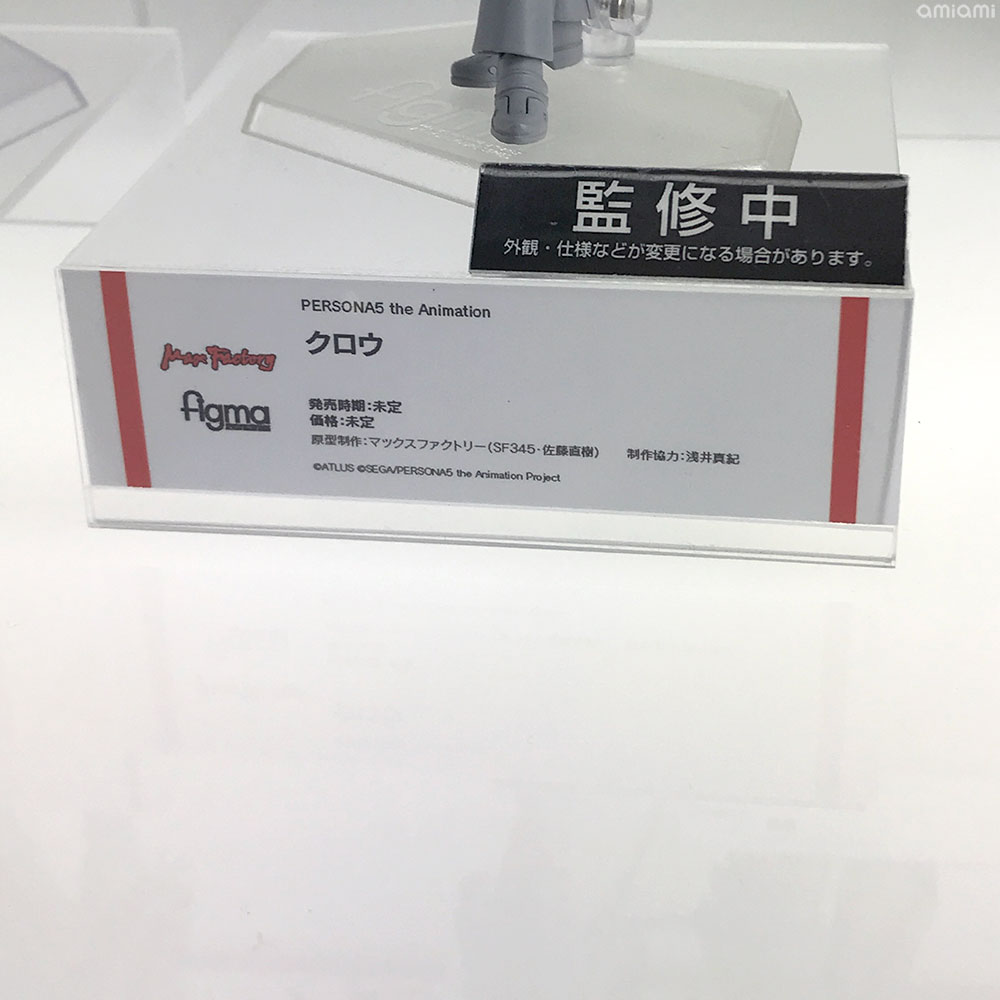 amiami
figma
監修中
外観・仕様などが変更になる場合があります。
PERSONA5 the Animation
クロウ
Max Factory
figma
発売時期:未定
価格:未定
原型制作:マックスファクトリー(SF345・佐藤直樹) 制作協力:浅井真紀
©ATLUS ©SEGA/PERSONA5 the Animation Project